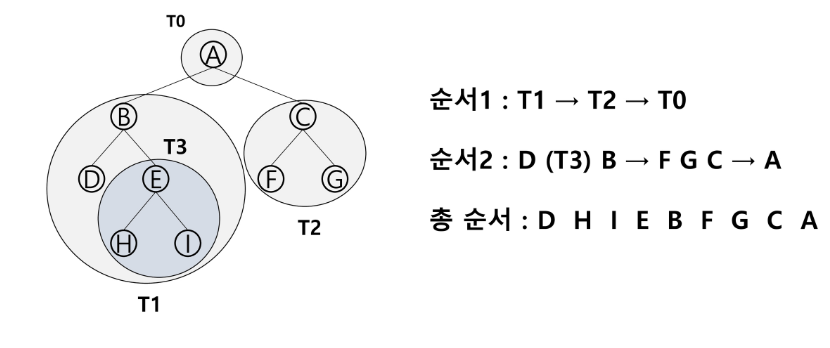 T0
A
순서1 : T1 → T2 → T0
B
C
T3
순서2 : D (T3) B → F G C → A
D
E
F
G
총 순서 : D H I E B F G C A
T2
H
I
T1